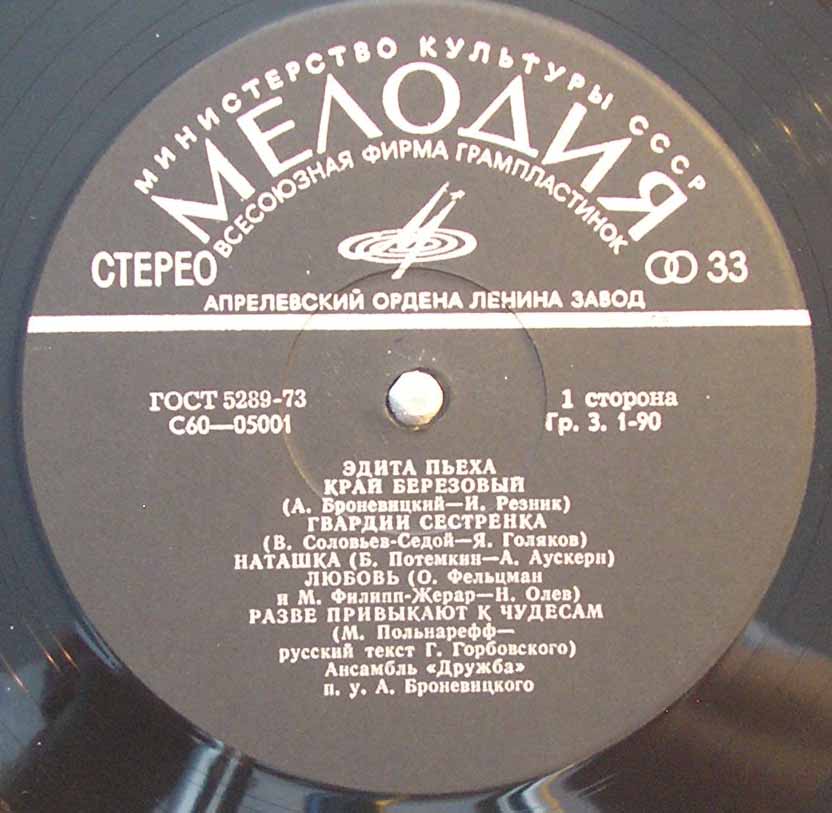 МИНИСТЕРСТВО КУЛЬТУРЫ СССР
МЕЛОДИЯ
ВСЕСОЮЗНАЯ ФИРМА ГРАМПЛАСТИНОК
СТЕРЕО
33
АПРЕЛЕВСКИЙ ОРДЕНА ЛЕНИНА ЗАВОД
ГОСТ 5289-73
С60—05001
1 сторона
Гр. 3. 1-90
ЭДИТА ПЬЕХА
КРАЙ БЕРЕЗОВЫЙ
(А. Броневицкий—И. Резник)
ГВАРДИИ СЕСТРЕНКА
(В. Соловьев-Седой—Я. Голяков)
НАТАШКА (Б. Потемкин—А. Аускерн)
ЛЮБОВЬ (О. Фельцман
и М. Филипп-Жерар—Н. Олев)
РАЗВЕ ПРИВЫКАЮТ К ЧУДЕСАМ
(М. Польнарефф—
русский текст Г. Горбовского)
Ансамбль «Дружба»
п. у. А. Броневицкого